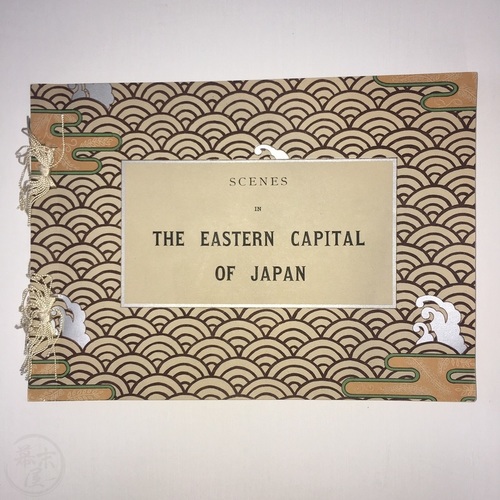 SCENES
IN
THE EASTERN CAPITAL
OF JAPAN